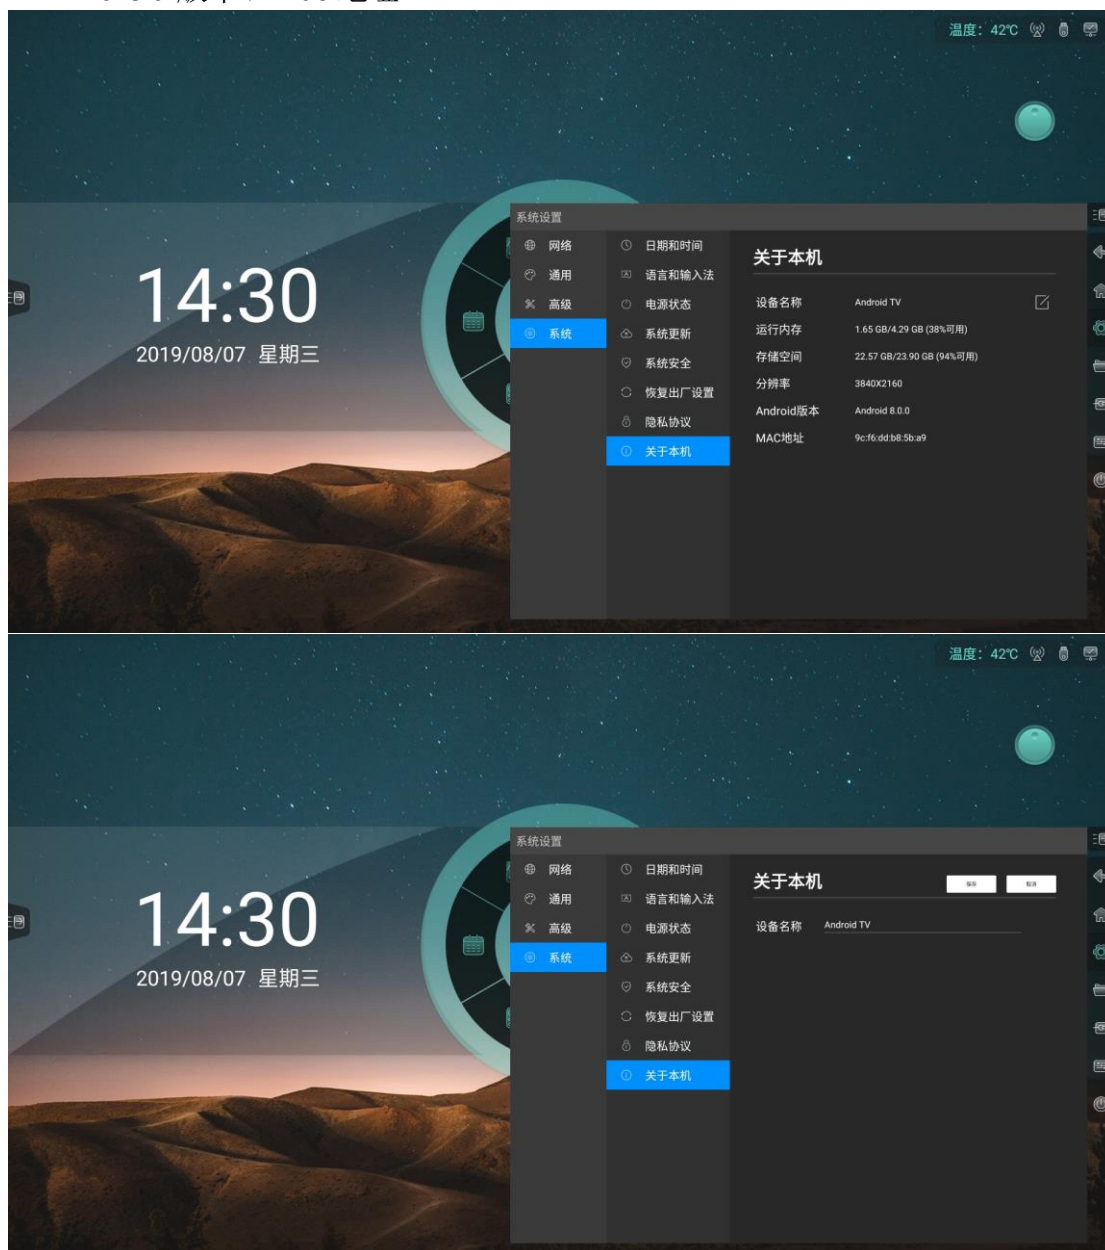 温度：42℃
14:30
2019/08/07 星期三
系统设置
网络
通用
高级
系统
日期和时间
语言和输入法
电源状态
系统更新
系统安全
恢复出厂设置
隐私协议
关于本机
关于本机
设备名称 Android TV
运行内存 1.65 GB/4.29 GB (38%可用)
存储空间 22.57 GB/23.90 GB (94%可用)
分辨率 3840X2160
Android版本 Android 8.0.0
MAC地址 9c:f6:dd:b8:5b:a9
温度：42℃
14:30
2019/08/07 星期三
系统设置
网络
通用
高级
系统
日期和时间
语言和输入法
电源状态
系统更新
系统安全
恢复出厂设置
隐私协议
关于本机
关于本机
保存 取消
设备名称 Android TV